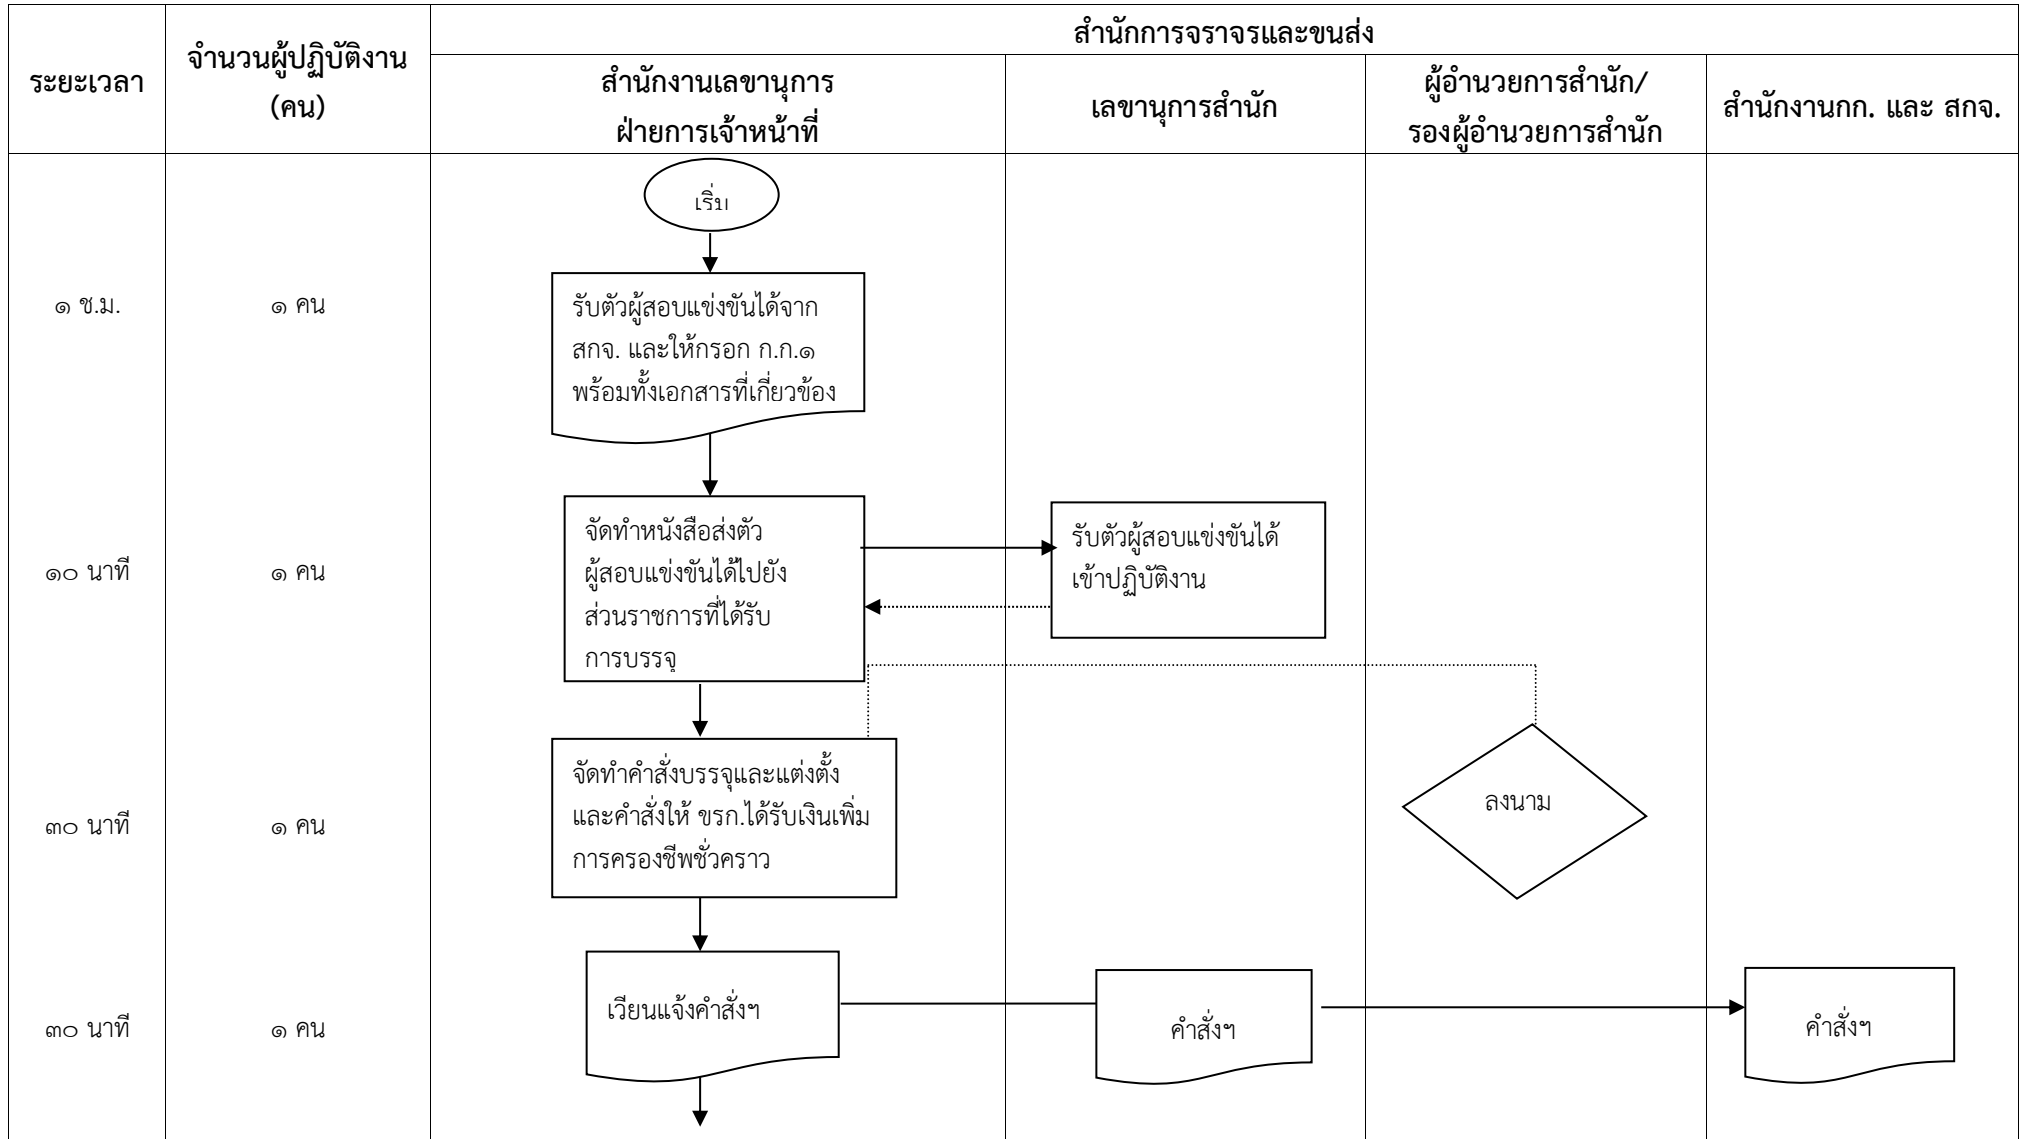 สำนักการจราจรและขนส่ง
ระยะเวลา
จำนวนผู้ปฏิบัติงาน
(คน)
สำนักงานเลขานุการ
ฝ่ายการเจ้าหน้าที่
เลขานุการสำนัก
ผู้อำนวยการสำนัก/
รองผู้อำนวยการสำนัก
สำนักงานกก. และ สกจ.
เริ่ม
๑ ช.ม.
๑ คน
รับตัวผู้สอบแข่งขันได้จาก
สกจ. และให้กรอก ก.ก.๑
พร้อมทั้งเอกสารที่เกี่ยวข้อง
๑๐ นาที
๑ คน
จัดทำหนังสือส่งตัว
ผู้สอบแข่งขันได้ไปยัง
ส่วนราชการที่ได้รับ
การบรรจุ
รับตัวผู้สอบแข่งขันได้
เข้าปฏิบัติงาน
๓๐ นาที
๑ คน
จัดทำคำสั่งบรรจุและแต่งตั้ง
และคำสั่งให้ ขรก.ได้รับเงินเพิ่ม
การครองชีพชั่วคราว
ลงนาม
๓๐ นาที
๑ คน
เวียนแจ้งคำสั่งฯ
คำสั่งฯ
คำสั่งฯ